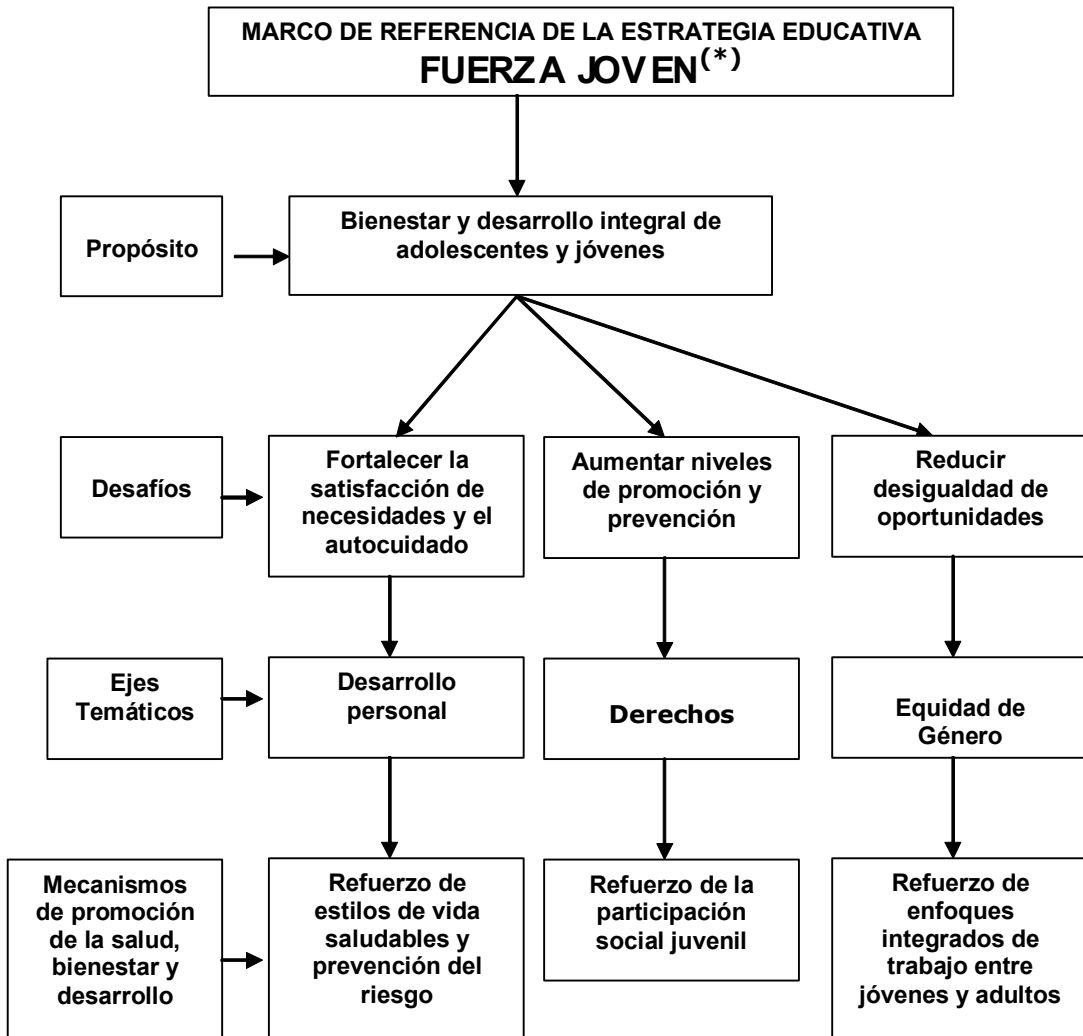 MARCO DE REFERENCIA DE LA ESTRATEGIA EDUCATIVA
FUERZA JOVEN(*)
Propósito
Bienestar y desarrollo integral de
adolescentes y jóvenes
Desafíos
Fortalecer la
satisfacción de
necesidades y el
autocuidado
Aumentar niveles
de promoción y
prevención
Reducir
desigualdad de
oportunidades
Ejes
Temáticos
Desarrollo
personal
Derechos
Equidad de
Género
Mecanismos
de promoción
de la salud,
bienestar y
desarrollo
Refuerzo de
estilos de vida
saludables y
prevención del
riesgo
Refuerzo de la
participación
social juvenil
Refuerzo de
enfoques
integrados de
trabajo entre
jóvenes y adultos